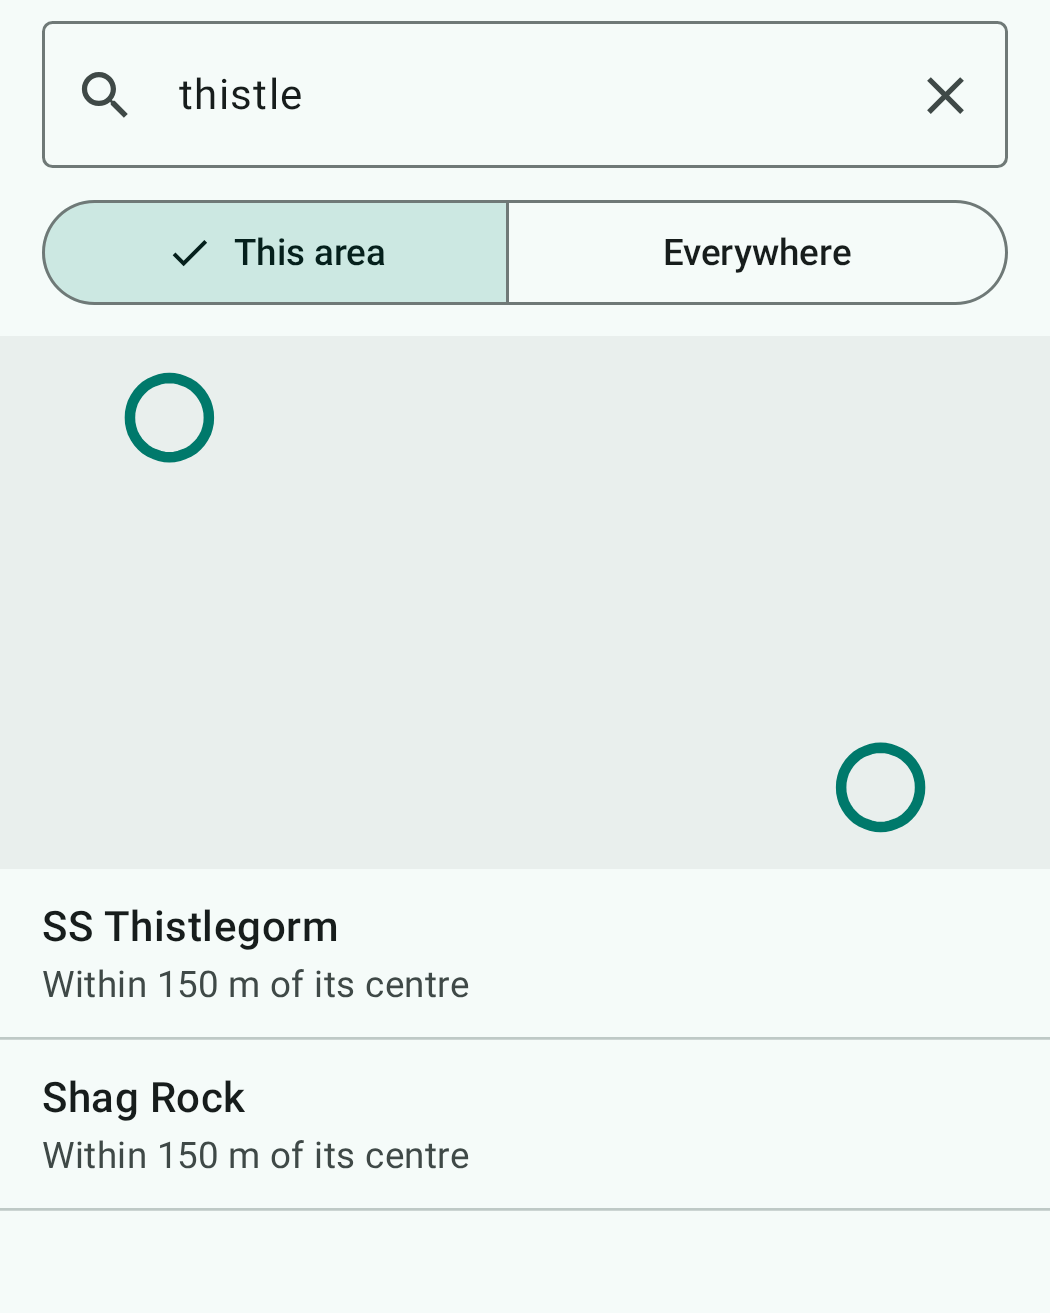 thistle
This area
Everywhere
SS Thistlegorm
Within 150 m of its centre
Shag Rock
Within 150 m of its centre